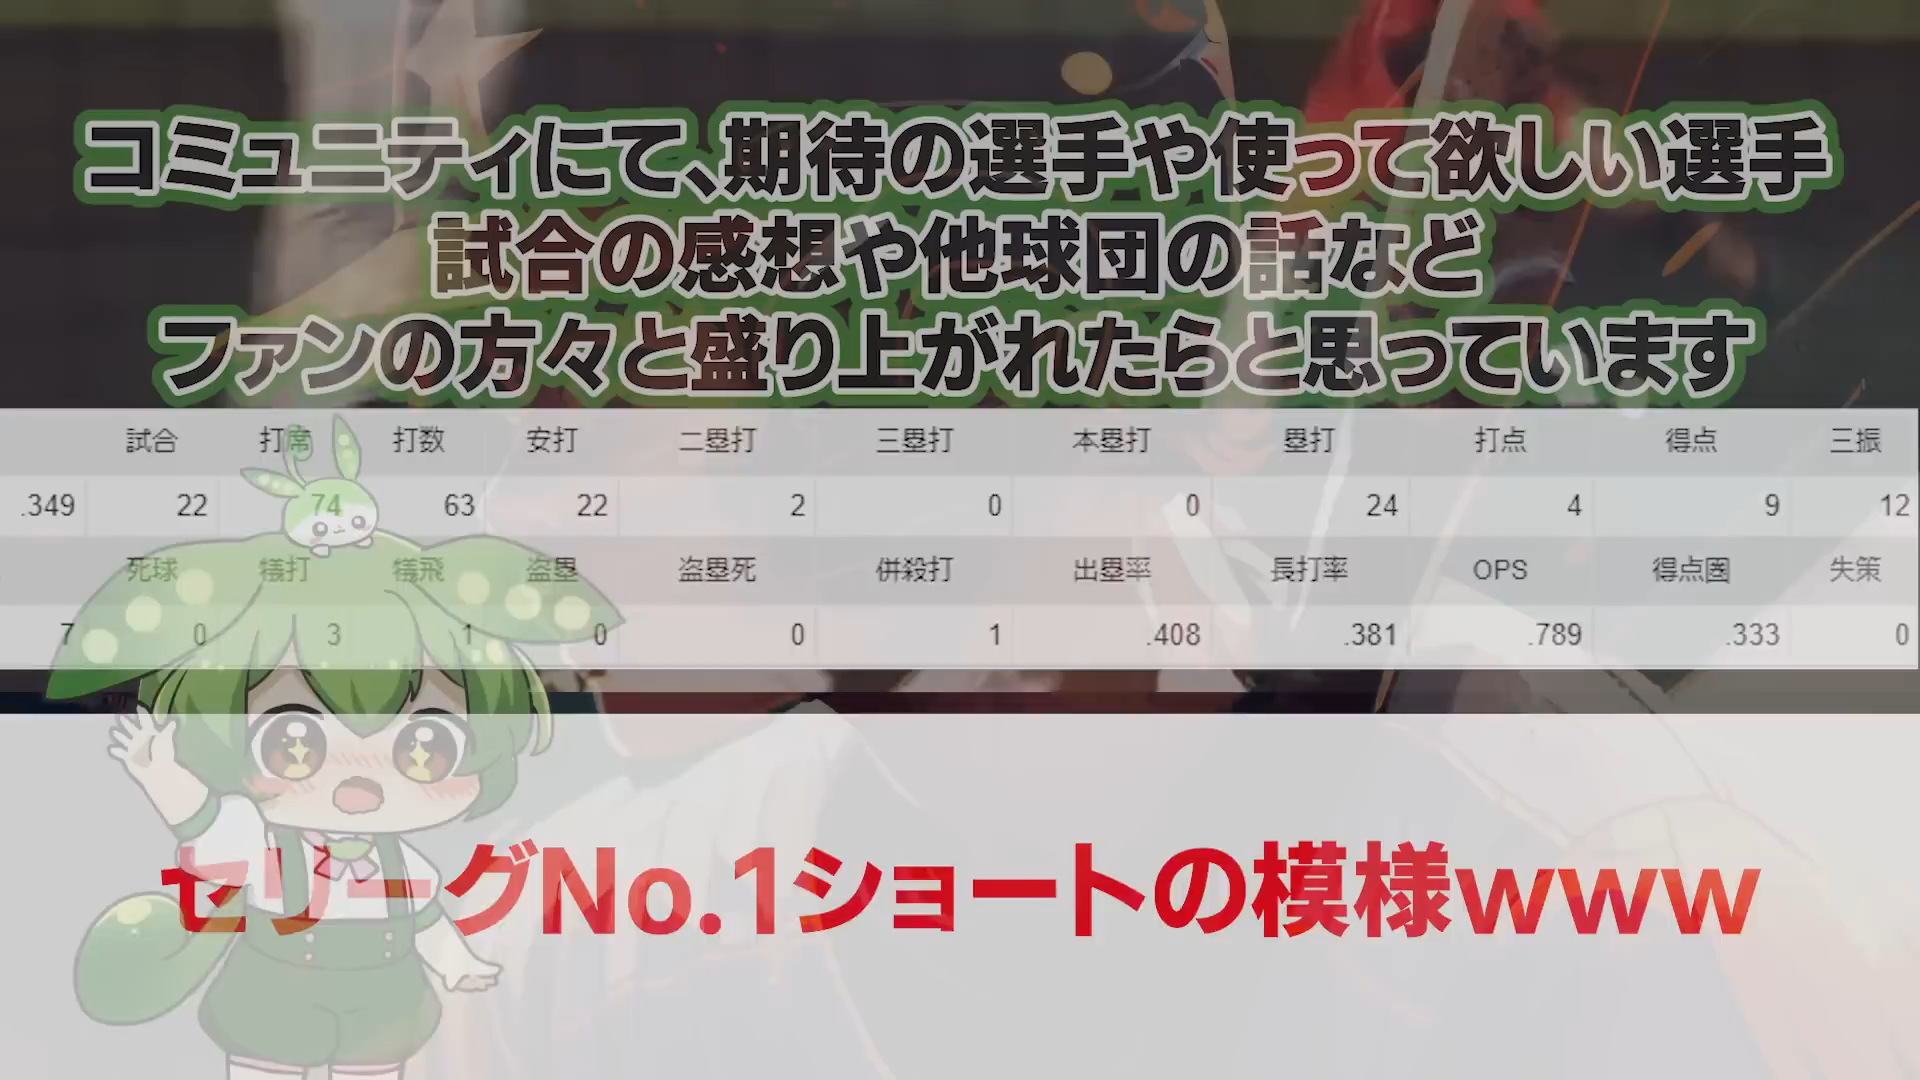 コミュニティにて、期待の選手や使って欲しい選手
試合の感想や他球団の話など
ファンの方々と盛り上がれたらと思っています
試合 打席 打数 安打 二塁打 三塁打 本塁打 塁打 打点 得点 三振
.349 22 74 63 22 2 0 0 24 4 9 12
死球 犠打 犠飛 盗塁 盗塁死 併殺打 出塁率 長打率 OPS 得点圏 失策
7 0 3 1 0 0 1 .408 .381 .789 .333 0
セリーグNo.1ショートの模様www